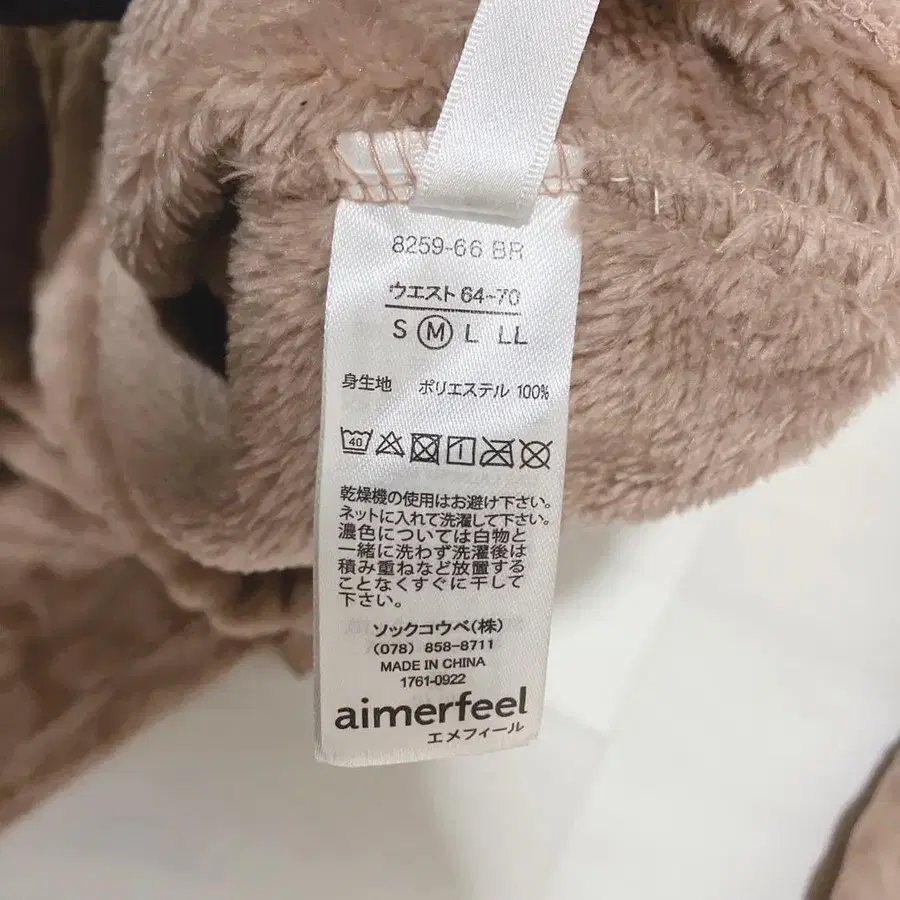 8259-66 BR
ウエスト 64~70
S M L LL
身生地 ポリエステル 100%
40
乾燥機の使用はお避け下さい。
ネットに入れて洗濯して下さい。
濃色については白物と
一緒に洗わず洗濯後は
積み重ねなど放置する
ことなくすぐに干して
下さい。
ソックコウベ(株)
(078) 858-8711
MADE IN CHINA
1761-0922
aimerfeel
エメフィール